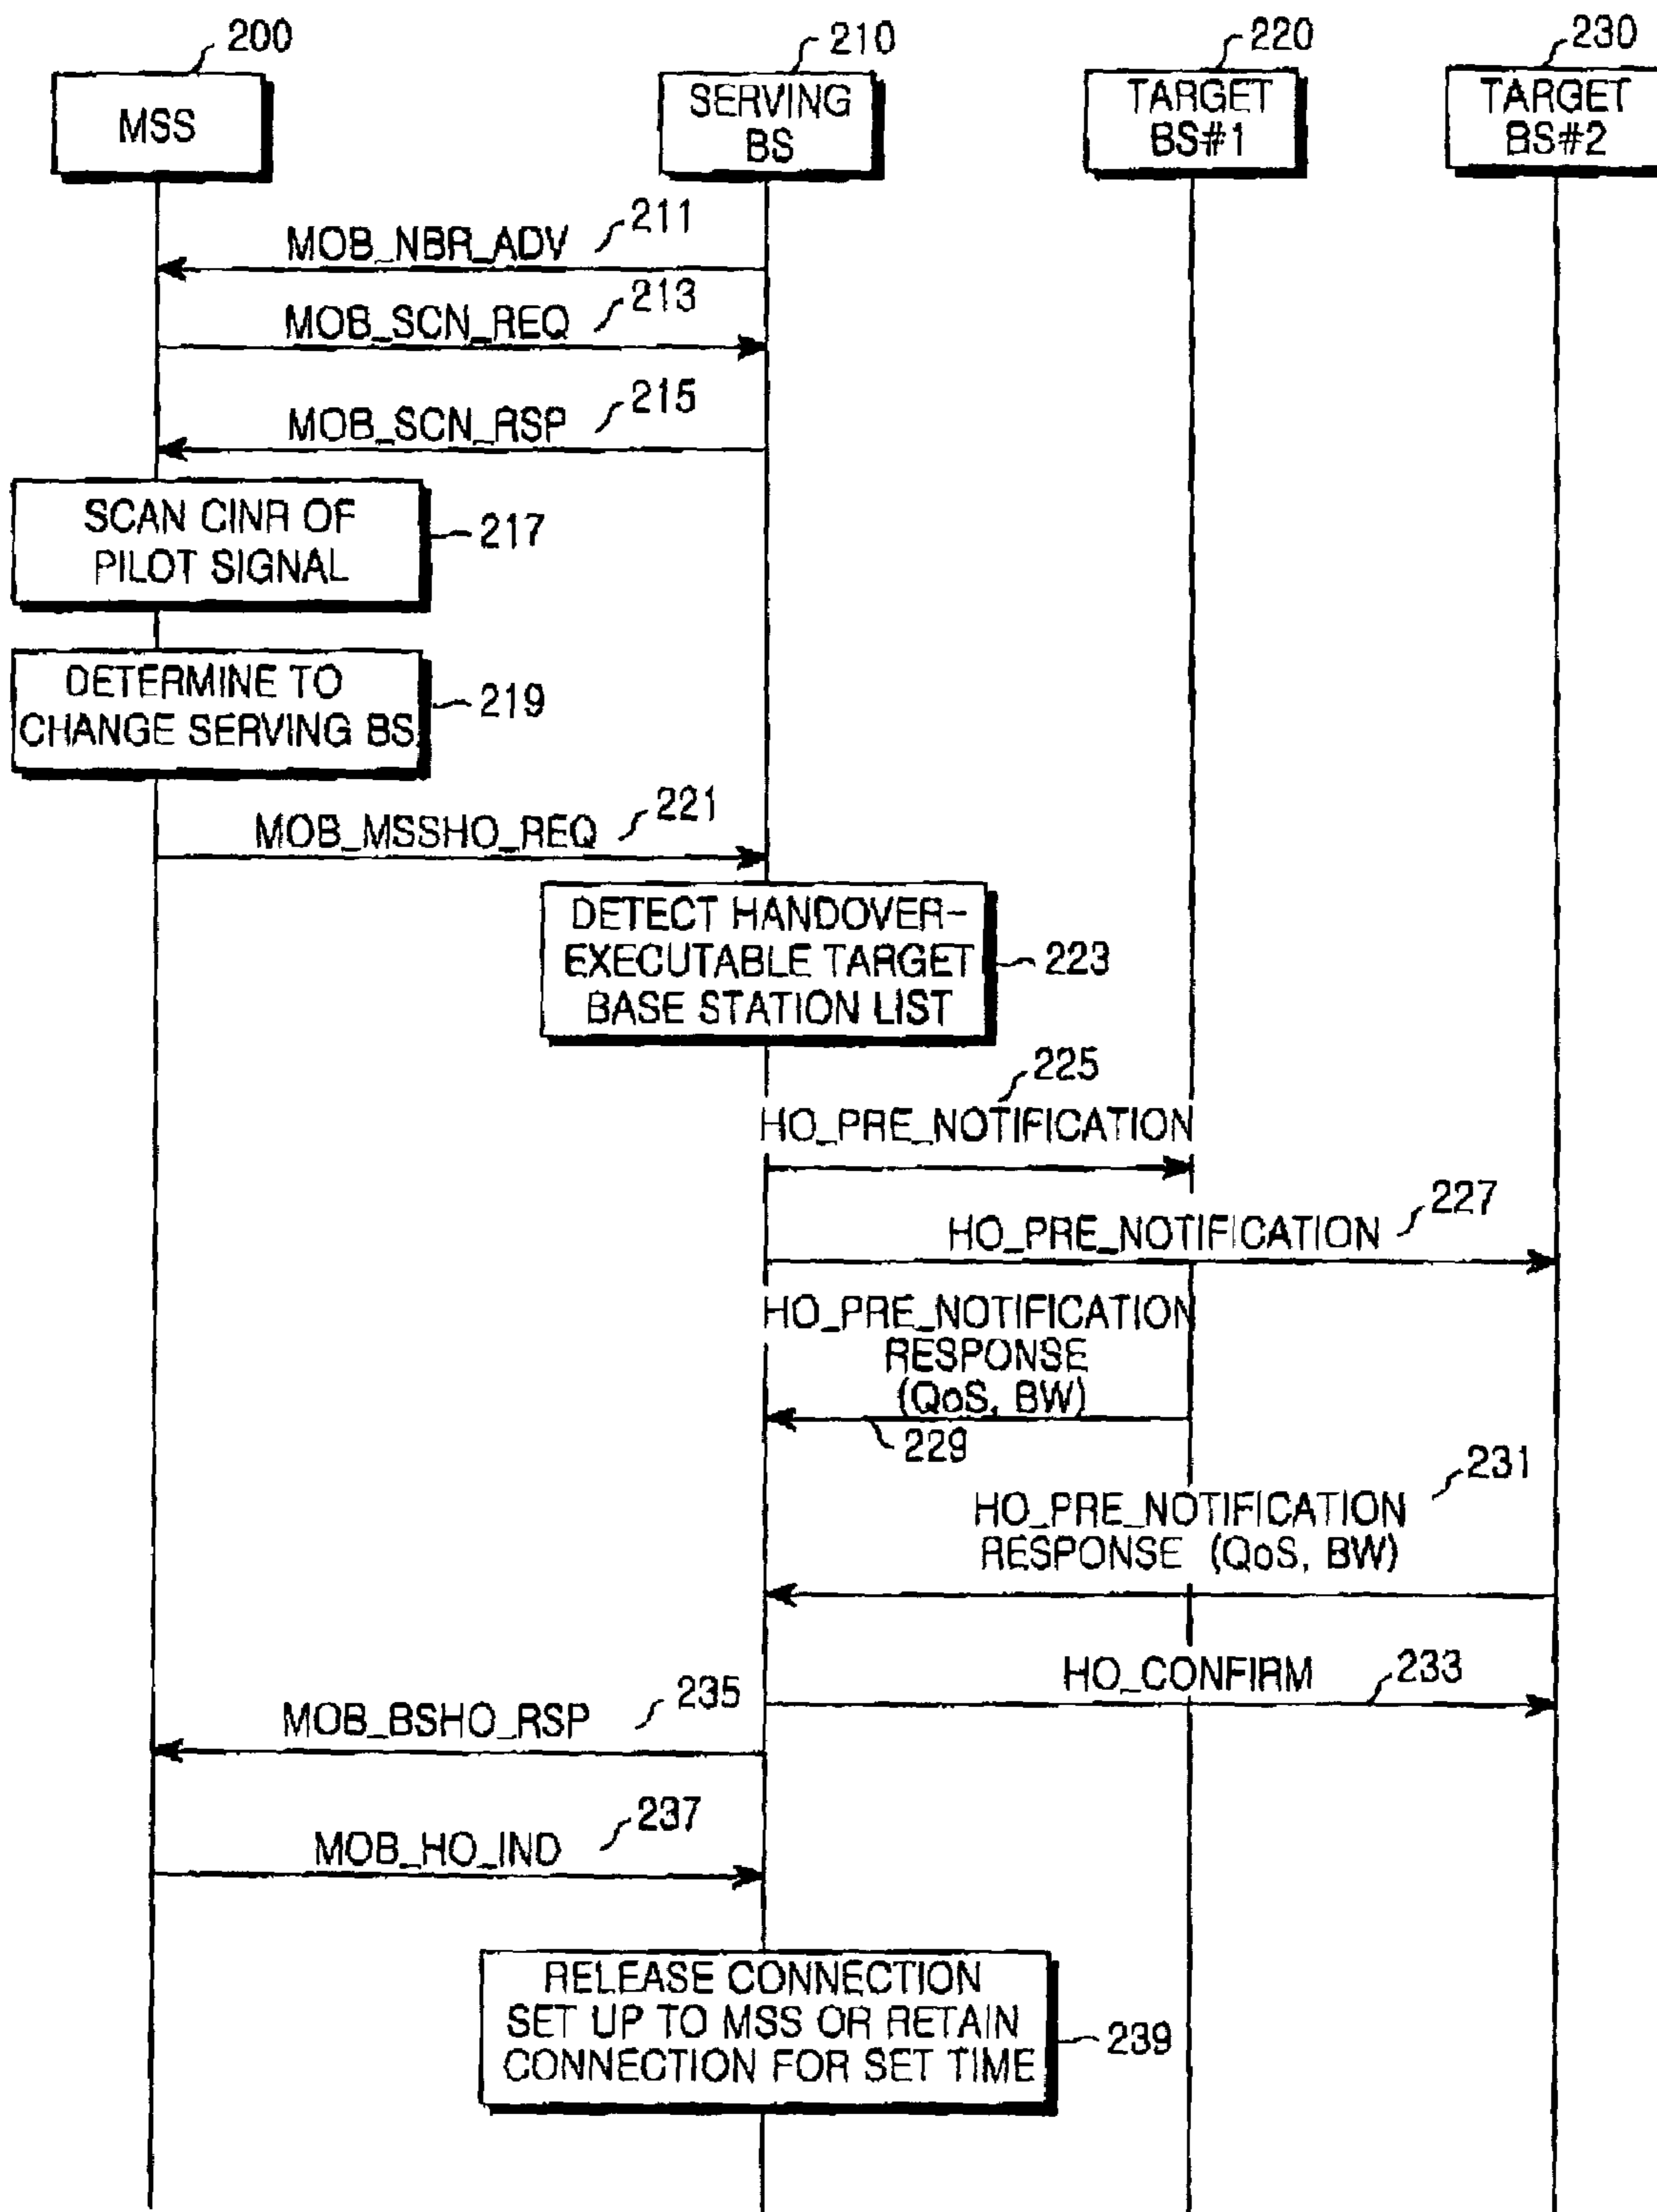 200
210
220
230
MSS
SERVING
BS
TARGET
BS#1
TARGET
BS#2
MOB_NBR_ADV
211
MOB_SCN_REQ
213
MOB_SCN_RSP
215
SCAN CINR OF
PILOT SIGNAL
217
DETERMINE TO
CHANGE SERVING BS
219
MOB_MSSHO_REQ
221
DETECT HANDOVER-
EXECUTABLE TARGET
BASE STATION LIST
223
225
HO_PRE_NOTIFICATION
HO_PRE_NOTIFICATION
227
HO_PRE_NOTIFICATION
RESPONSE
(QoS, BW)
229
231
HO_PRE_NOTIFICATION
RESPONSE (QoS, BW)
HO_CONFIRM
233
MOB_BSHO_RSP
235
MOB_HO_IND
237
RELEASE CONNECTION
SET UP TO MSS OR RETAIN
CONNECTION FOR SET TIME
239